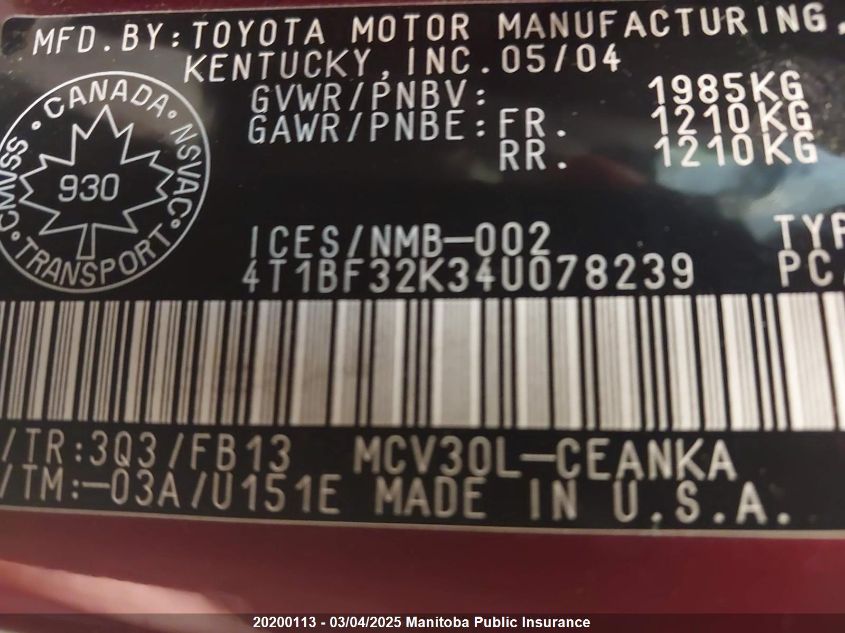 MFD.BY:TOYOTA MOTOR MANUFACTURING,
KENTUCKY,INC.05/04
GVWR/PNBV: 1985KG
GAWR/PNBE:FR. 1210KG
RR. 1210KG
CMVSS · CANADA · NSVAC · TRANSPORT ·
930
ICES/NMB-002 TYP
4T1BF32K34U078239 PC/
/TR:3Q3/FB13 MCV30L-CEANKA
/TM:-03A/U151E MADE IN U.S.A.
20200113 - 03/04/2025 Manitoba Public Insurance